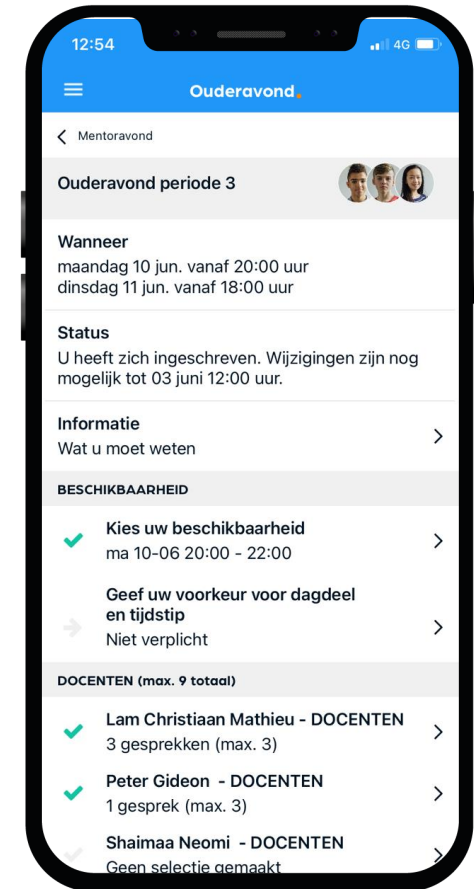 12:54
4G
Ouderavond.
Mentoravond
Ouderavond periode 3
Wanneer
maandag 10 jun. vanaf 20:00 uur
dinsdag 11 jun. vanaf 18:00 uur
Status
U heeft zich ingeschreven. Wijzigingen zijn nog
mogelijk tot 03 juni 12:00 uur.
Informatie
Wat u moet weten
BESCHIKBAARHEID
Kies uw beschikbaarheid
ma 10-06 20:00 - 22:00
Geef uw voorkeur voor dagdeel
en tijdstip
Niet verplicht
DOCENTEN (max. 9 totaal)
Lam Christiaan Mathieu - DOCENTEN
3 gesprekken (max. 3)
Peter Gideon - DOCENTEN
1 gesprek (max. 3)
Shaimaa Neomi - DOCENTEN
Geen selectie gemaakt